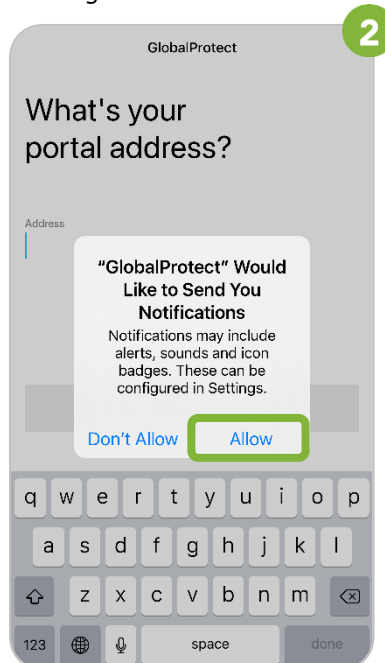 2
GlobalProtect
What's your
portal address?
Address
“GlobalProtect” Would
Like to Send You
Notifications
Notifications may include
alerts, sounds and icon
badges. These can be
configured in Settings.
Don't Allow Allow
q w e r t y u i o p
a s d f g h j k l
z x c v b n m
123 space done